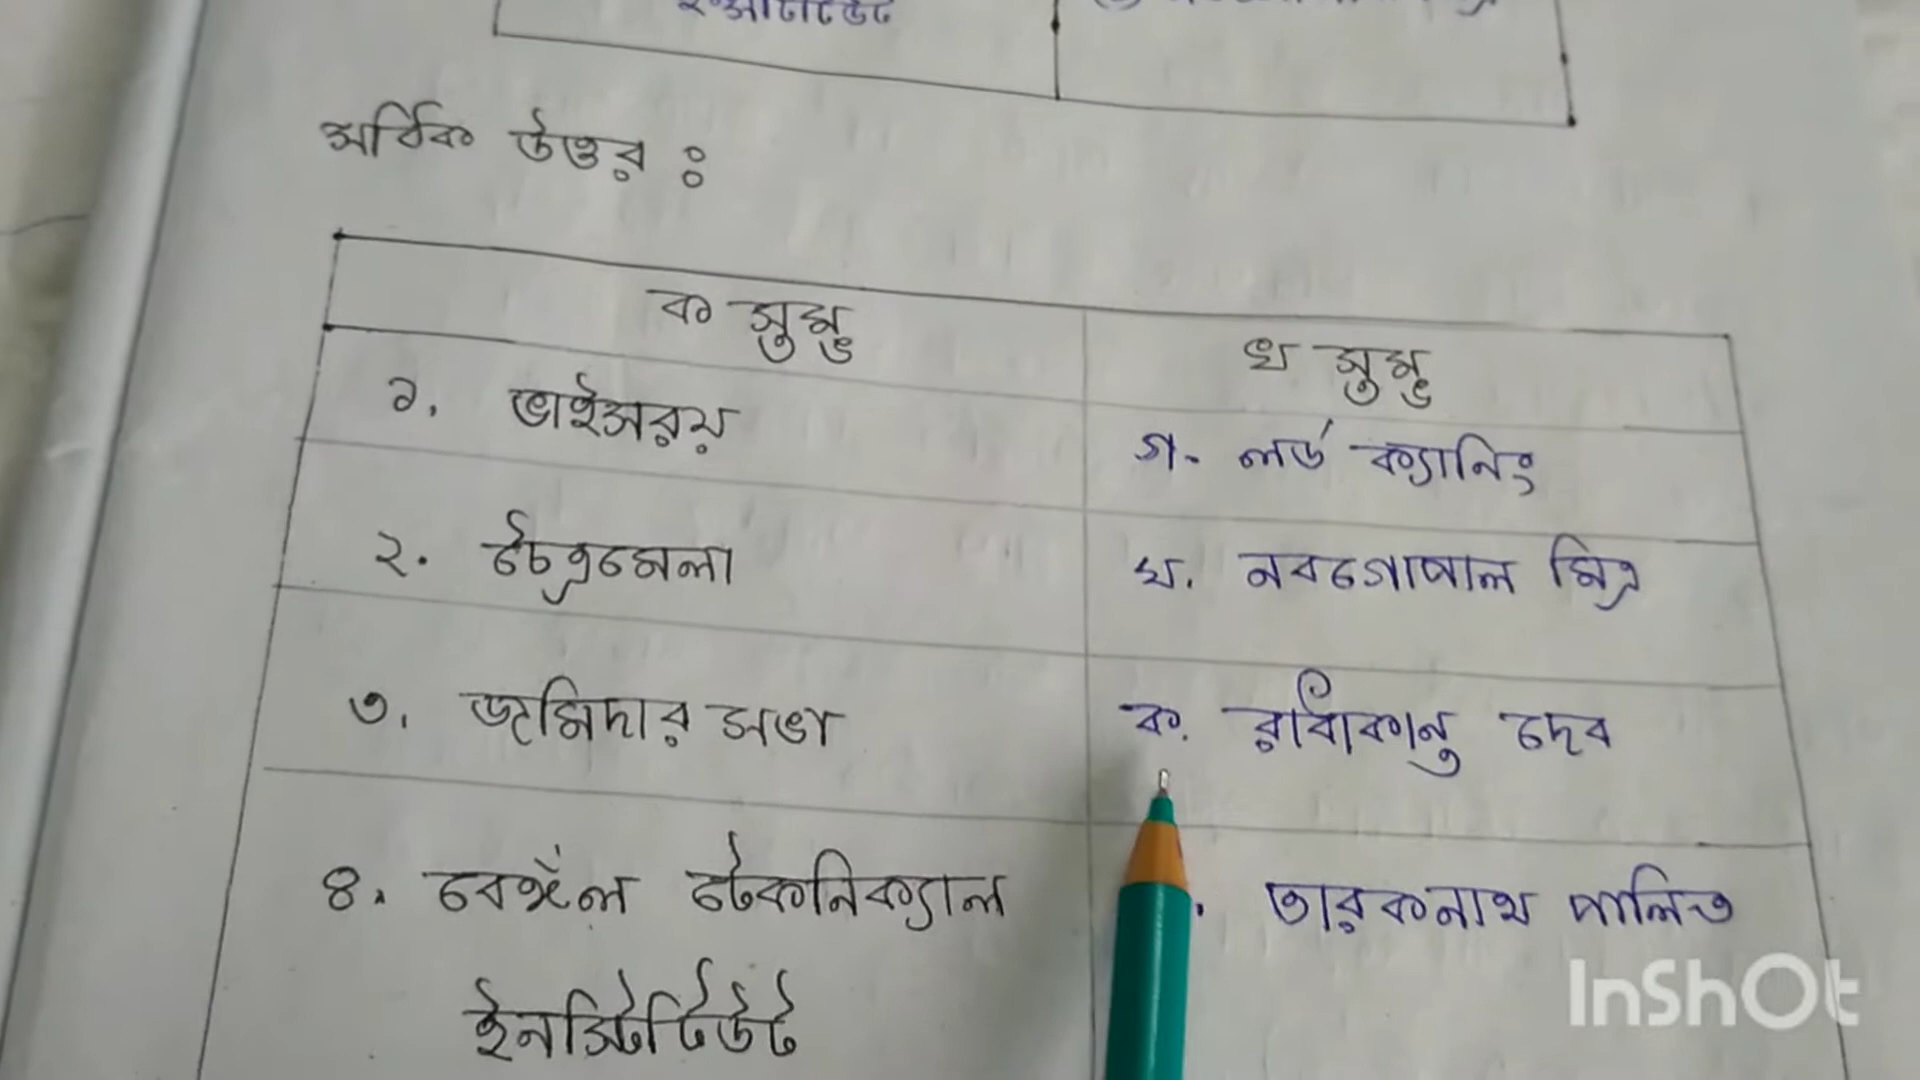 সঠিক উত্তর ঃ
ক স্তম্ভ
খ স্তম্ভ
১. ভাইসরয়
গ. লর্ড ক্যানিং
২. চৈত্রমেলা
ঘ. নবগোপাল মিত্র
৩. জমিদার সভা
ক. রাধাকান্ত দেব
৪. বেঙ্গল টেকনিক্যাল
তারকনাথ পালিত
ইনস্টিটিউট
InShOt